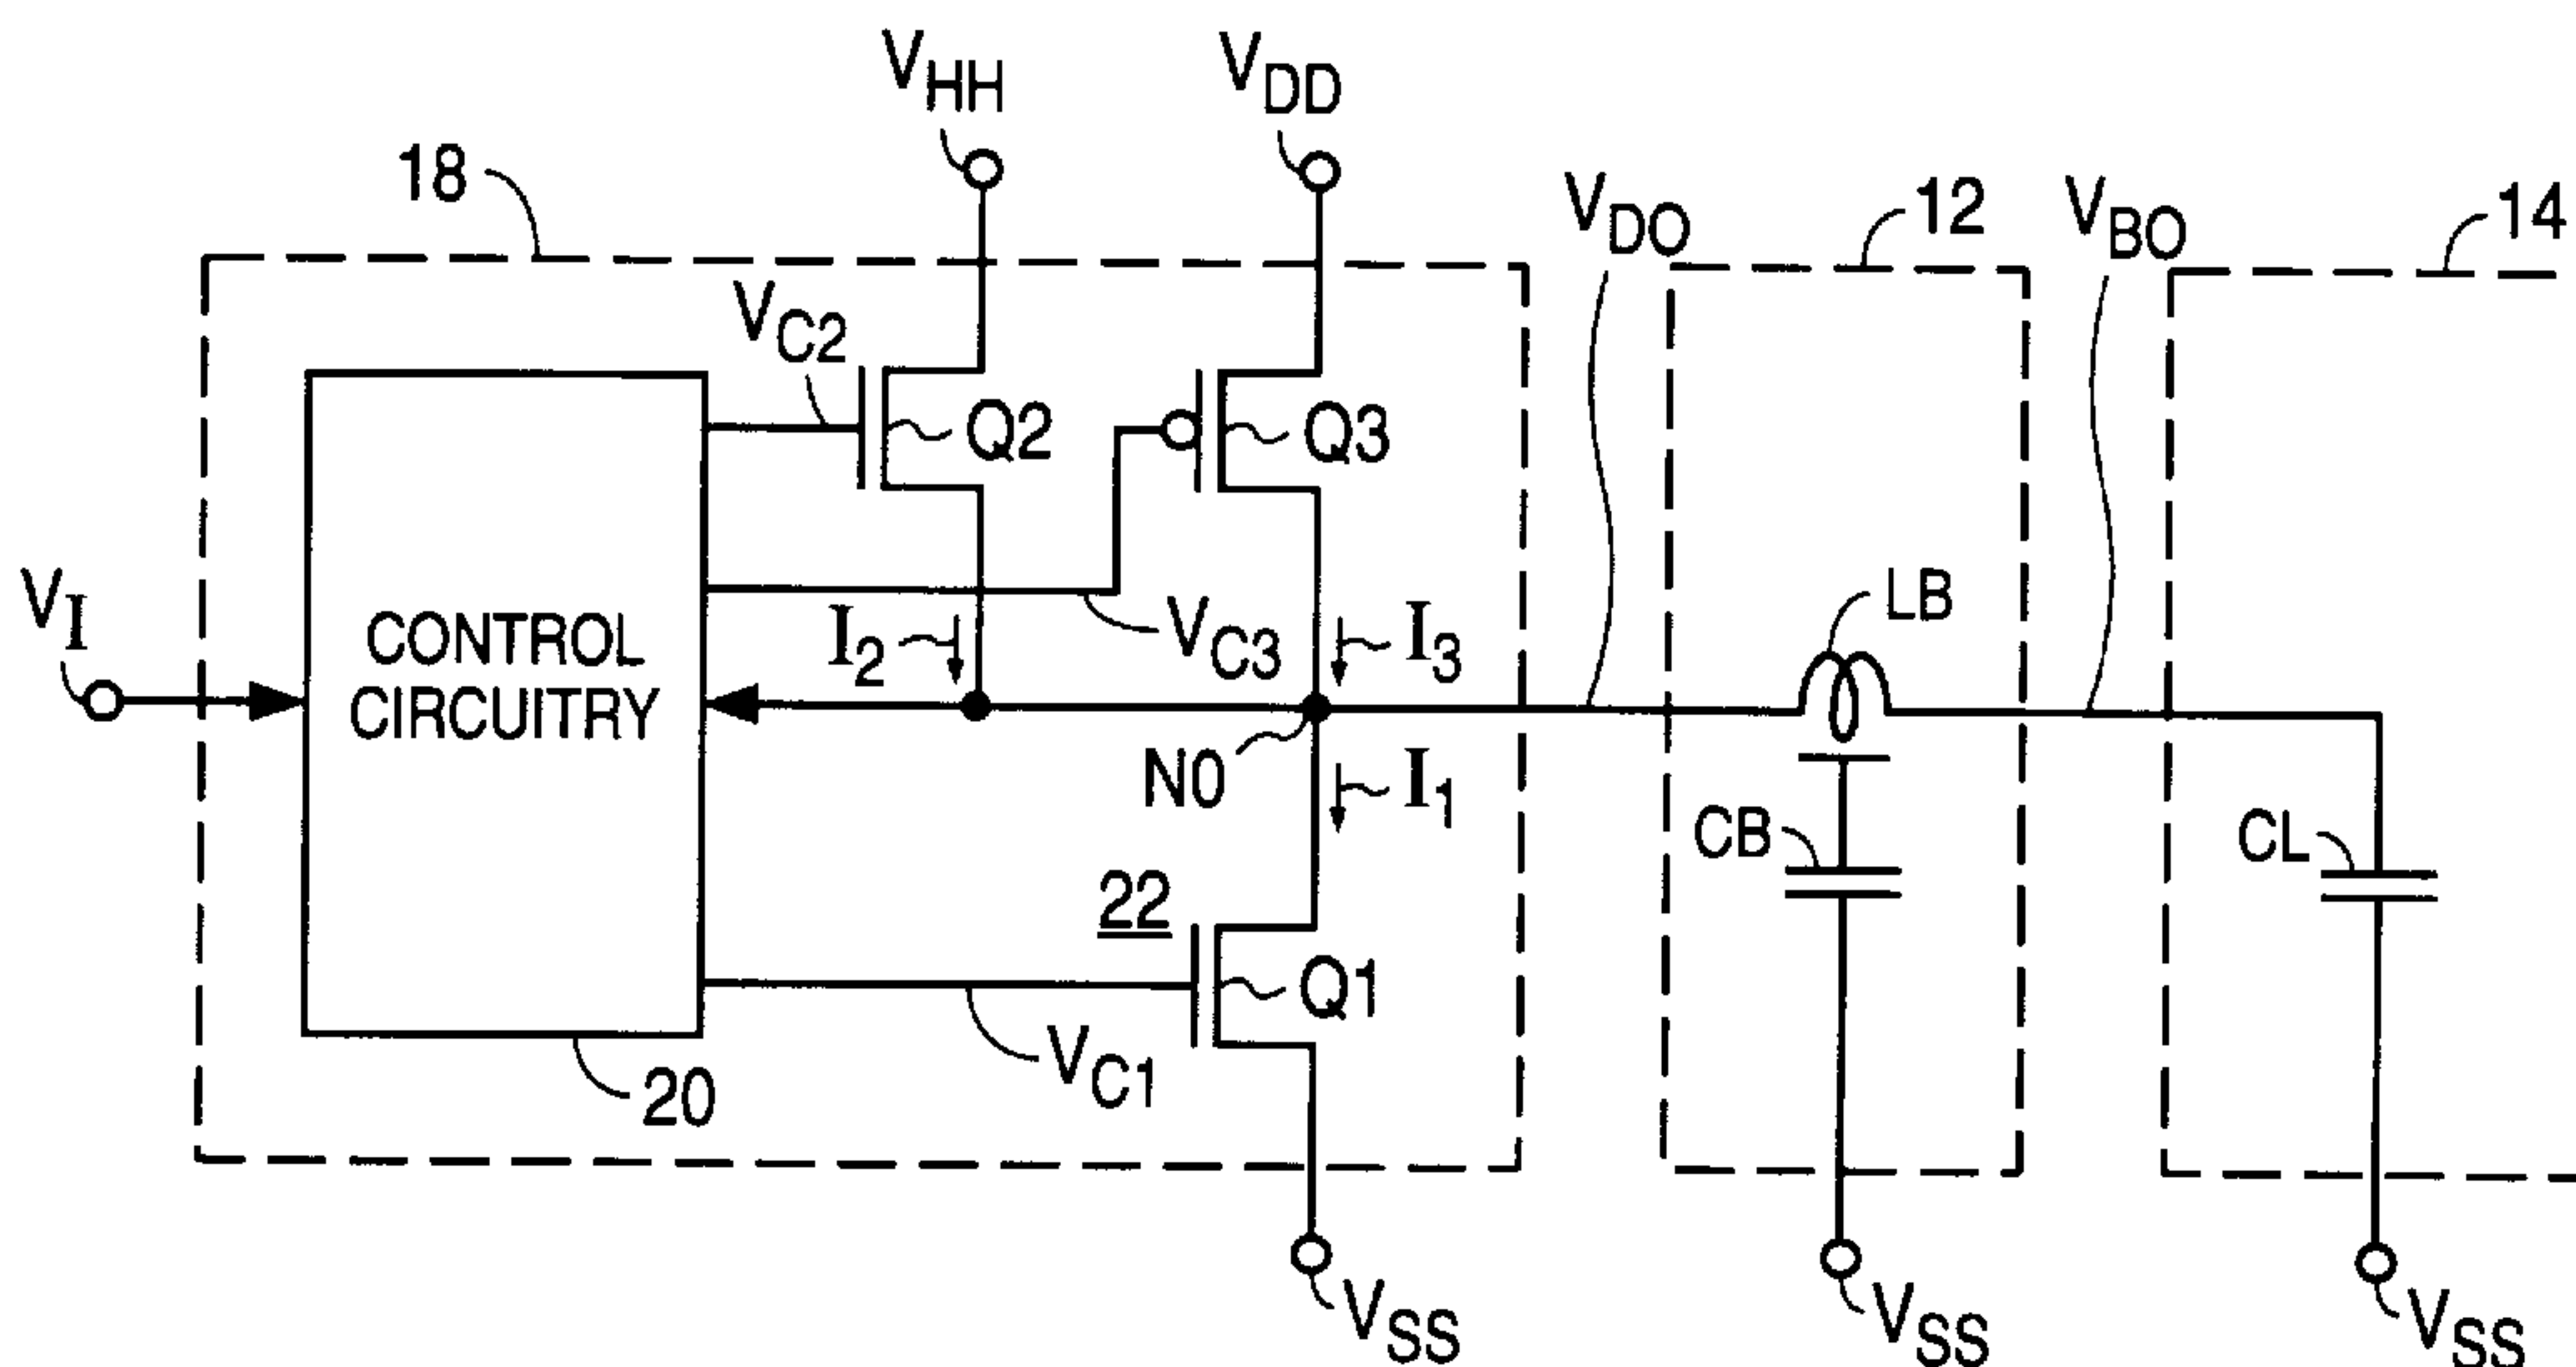 V_HH
V_DD
18
V_DO
12
V_BO
14
V_C2
Q2
Q3
V_I
CONTROL
CIRCUITRY
I_2
V_C3
I_3
LB
N0
I_1
CB
CL
22
Q1
V_C1
20
V_SS
V_SS
V_SS